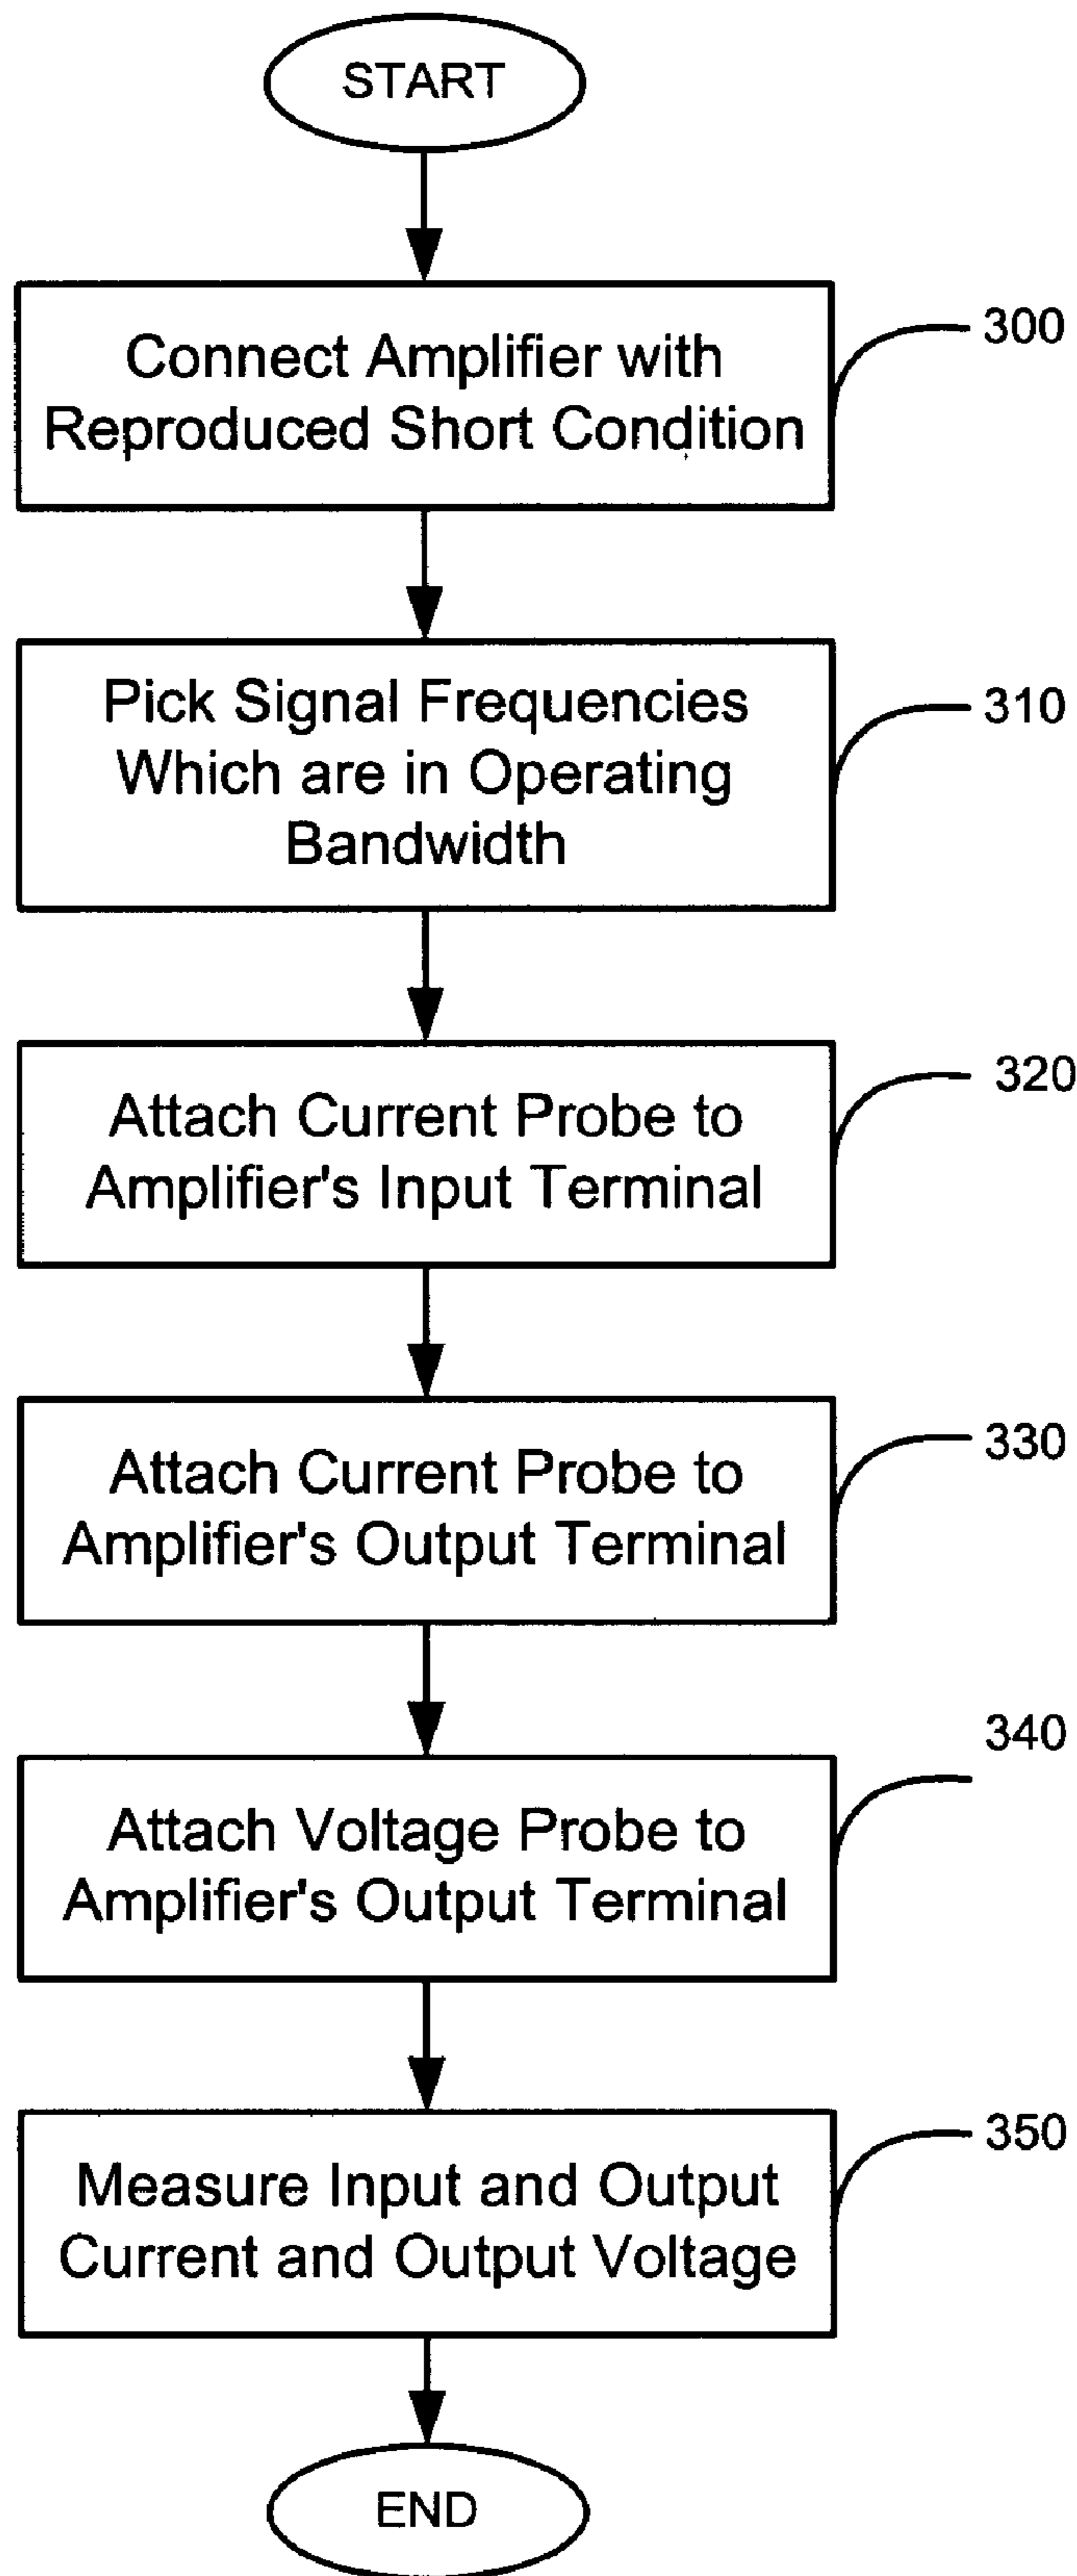 START
Connect Amplifier with
Reproduced Short Condition
300
Pick Signal Frequencies
Which are in Operating
Bandwidth
310
Attach Current Probe to
Amplifier's Input Terminal
320
Attach Current Probe to
Amplifier's Output Terminal
330
Attach Voltage Probe to
Amplifier's Output Terminal
340
Measure Input and Output
Current and Output Voltage
350
END